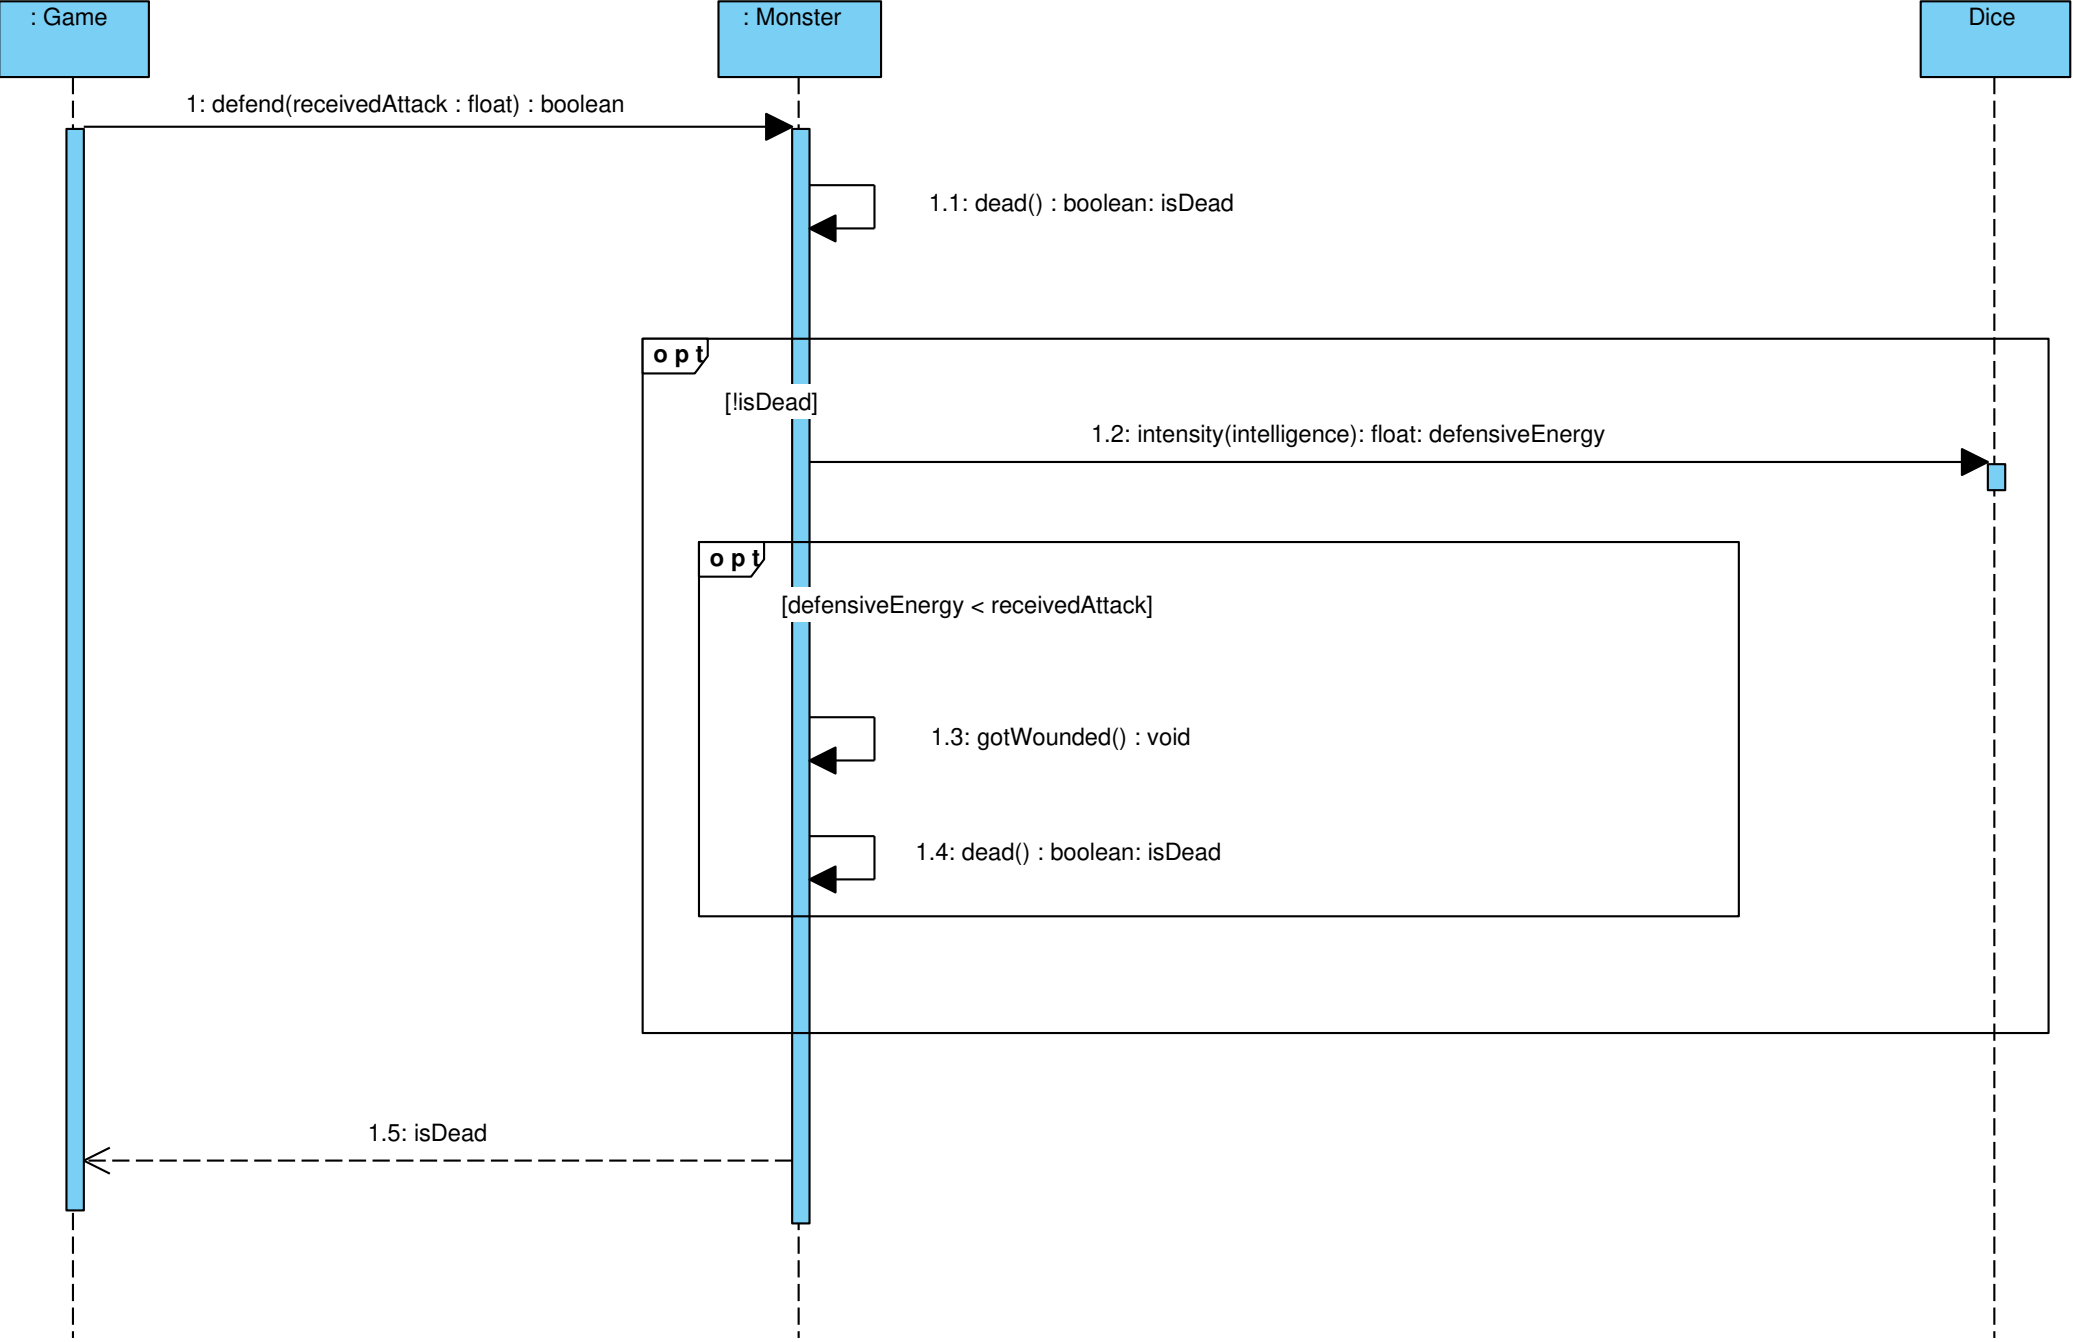 : Game
: Monster
Dice
1: defend(receivedAttack : float) : boolean
1.1: dead() : boolean: isDead
opt
[!isDead]
1.2: intensity(intelligence): float: defensiveEnergy
opt
[defensiveEnergy < receivedAttack]
1.3: gotWounded() : void
1.4: dead() : boolean: isDead
1.5: isDead